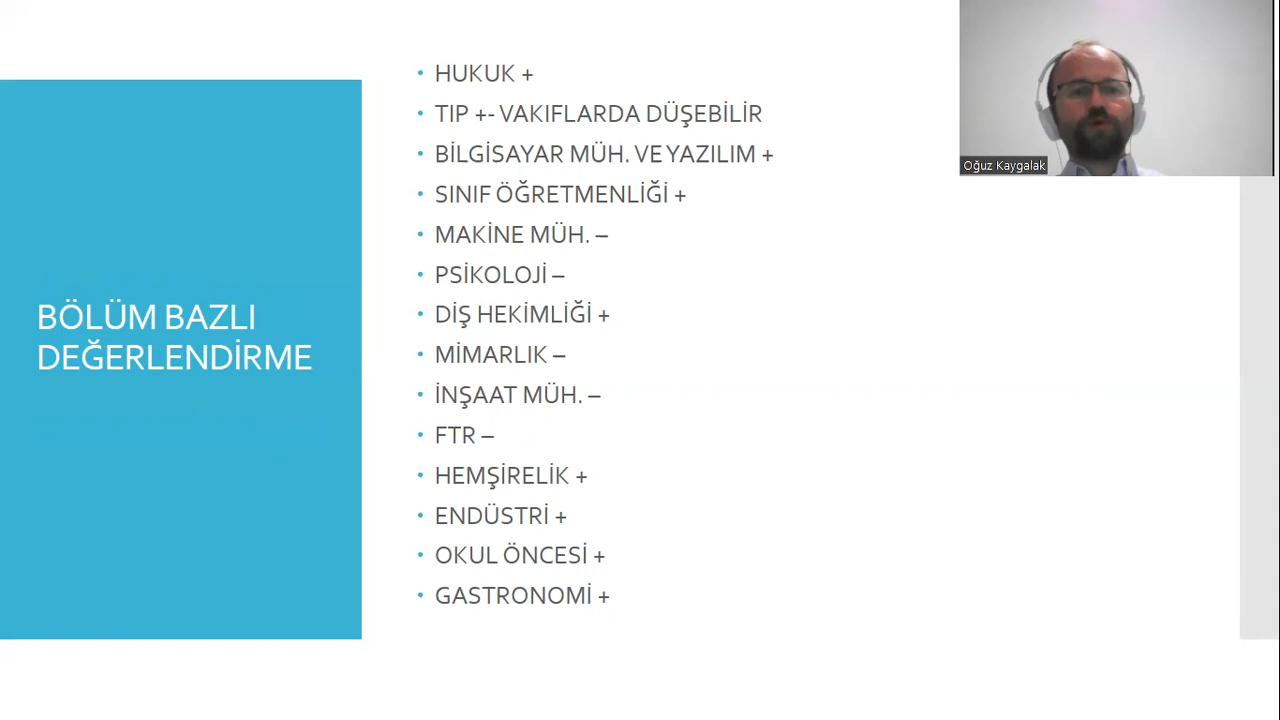 BÖLÜM BAZLI
DEĞERLENDİRME
HUKUK +
TIP +- VAKIFLARDA DÜŞEBİLİR
BİLGİSAYAR MÜH. VE YAZILIM +
SINIF ÖĞRETMENLİĞİ +
MAKİNE MÜH. –
PSİKOLOJİ –
DİŞ HEKİMLİĞİ +
MİMARLIK –
İNŞAAT MÜH. –
FTR –
HEMŞİRELİK +
ENDÜSTRİ +
OKUL ÖNCESİ +
GASTRONOMİ +
Oğuz Kaygalak